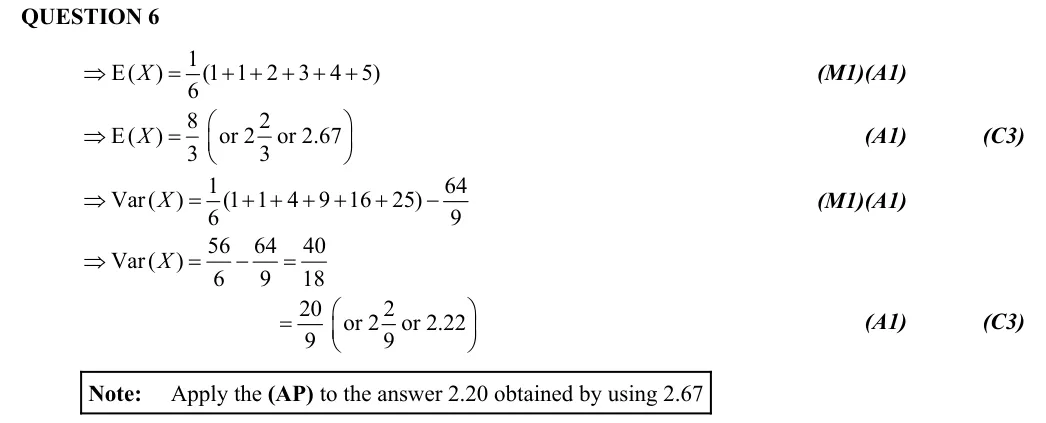 QUESTION 6
⇒ E(X) = 1/6 (1+1+2+3+4+5) (M1)(A1)
⇒ E(X) = 8/3 (or 2 2/3 or 2.67) (A1) (C3)
⇒ Var(X) = 1/6 (1+1+4+9+16+25) − 64/9 (M1)(A1)
⇒ Var(X) = 56/6 − 64/9 = 40/18
= 20/9 (or 2 2/9 or 2.22) (A1) (C3)
Note: Apply the (AP) to the answer 2.20 obtained by using 2.67